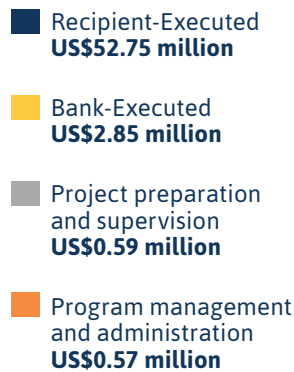 Recipient-Executed
US$52.75 million
Bank-Executed
US$2.85 million
Project preparation
and supervision
US$0.59 million
Program management
and administration
US$0.57 million